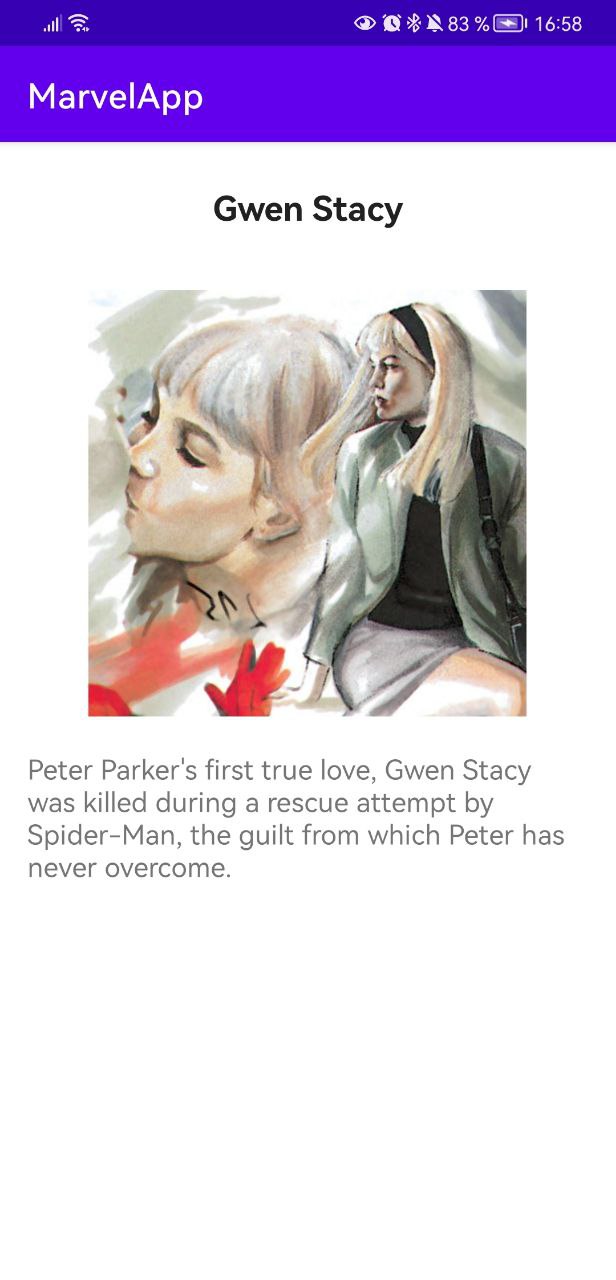 83 % 16:58
MarvelApp
Gwen Stacy
Peter Parker's first true love, Gwen Stacy
was killed during a rescue attempt by
Spider-Man, the guilt from which Peter has
never overcome.